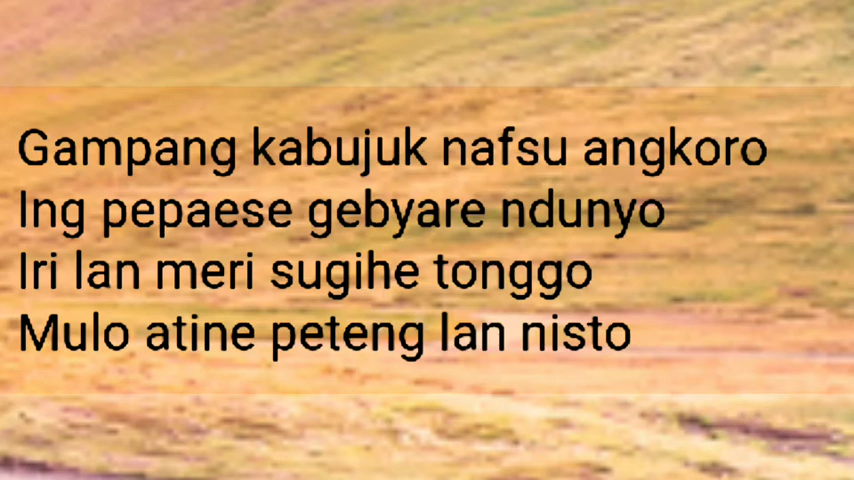 Gampang kabujuk nafsu angkoro
Ing pepaese gebyare ndunyo
Iri lan meri sugihe tonggo
Mulo atine peteng lan nisto